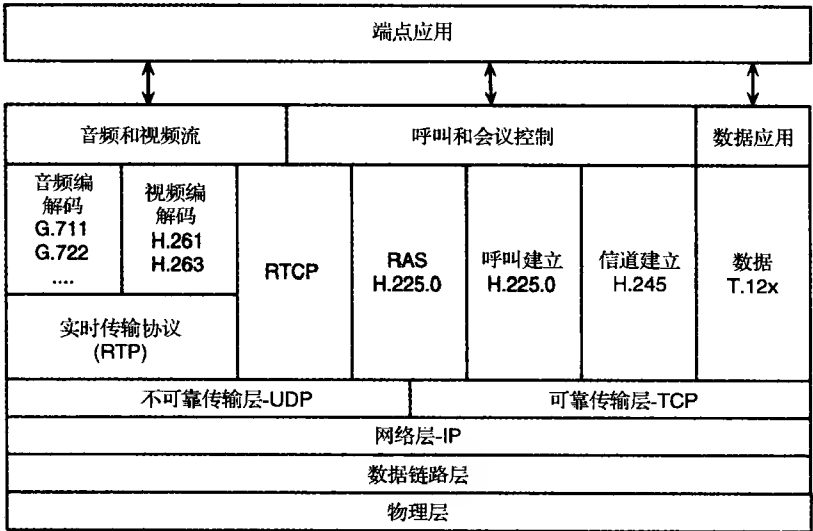 端点应用
音频和视频流
呼叫和会议控制
数据应用
音频编
解码
G.711
G.722
....
视频编
解码
H.261
H.263
实时传输协议
(RTP)
RTCP
RAS
H.225.0
呼叫建立
H.225.0
信道建立
H.245
数据
T.12x
不可靠传输层-UDP
可靠传输层-TCP
网络层-IP
数据链路层
物理层